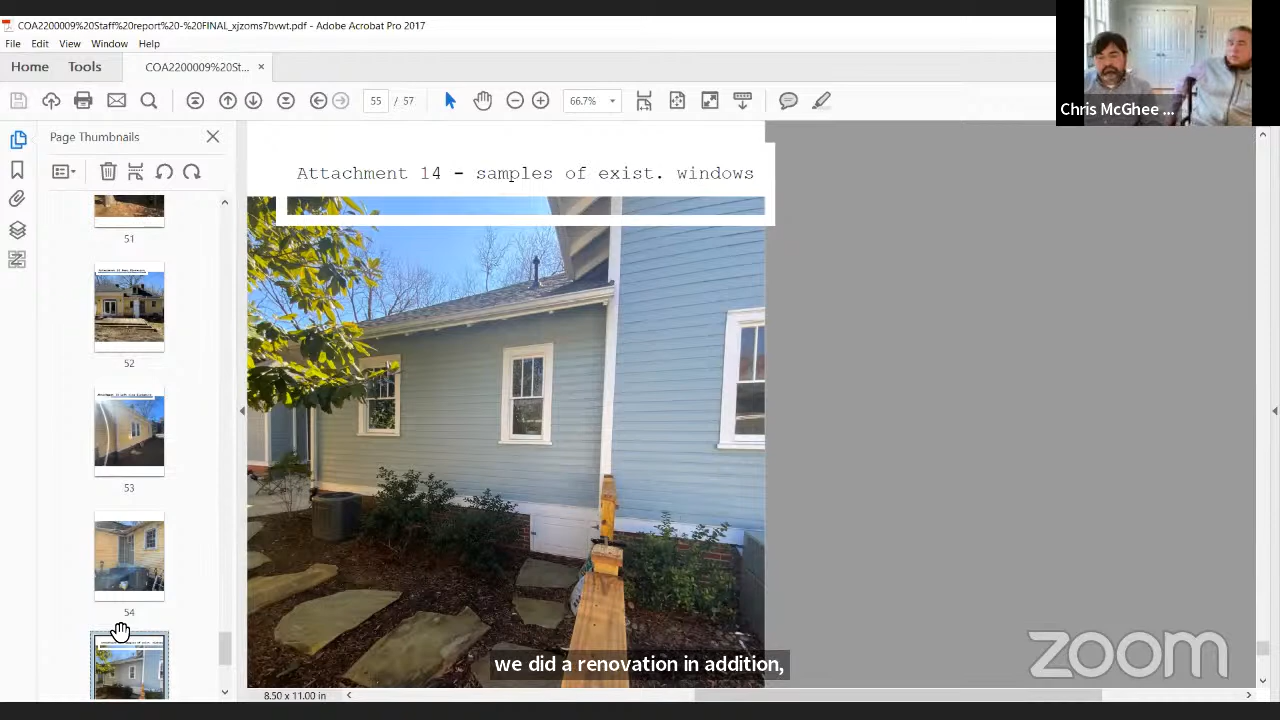 COA2200009%20Staff%20report%20-%20FINAL_xjzoms7bvwt.pdf - Adobe Acrobat Pro 2017
File Edit View Window Help
Home Tools COA2200009%20St... ×
55 / 57 66.7%
Chris McGhee ...
Page Thumbnails
Attachment 14 - samples of exist. windows
51
52
53
54
we did a renovation in addition,
zoom
8.50 x 11.00 in